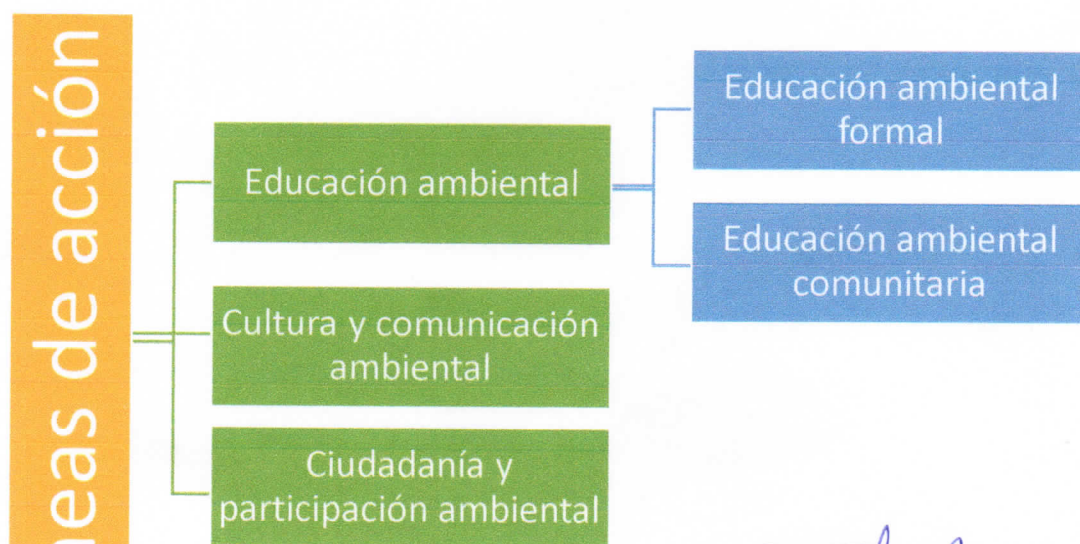 neas de acción
Educación ambiental
Cultura y comunicación
ambiental
Ciudadanía y
participación ambiental
Educación ambiental
formal
Educación ambiental
comunitaria